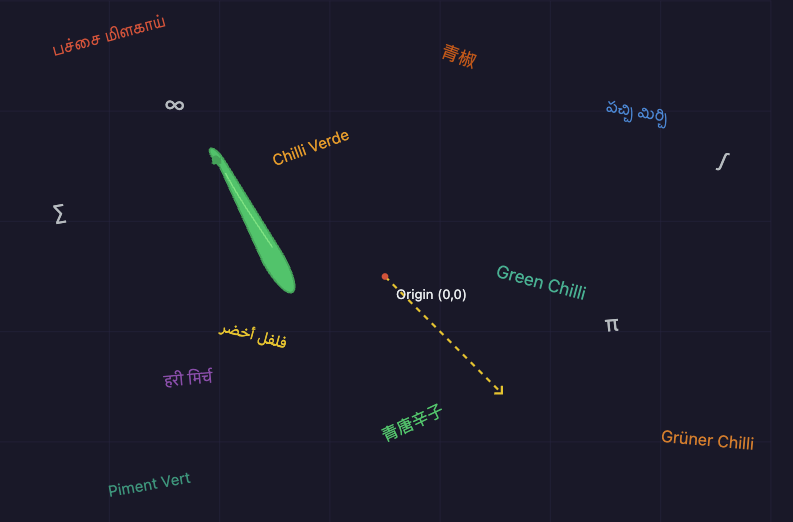 பச்சை மிளகாய்
青椒
∞
పచ్చి మిర్చి
Chilli Verde
∫
∑
Green Chilli
Origin (0,0)
π
فلفل أخضر
हरी मिर्च
青唐辛子
Grüner Chilli
Piment Vert